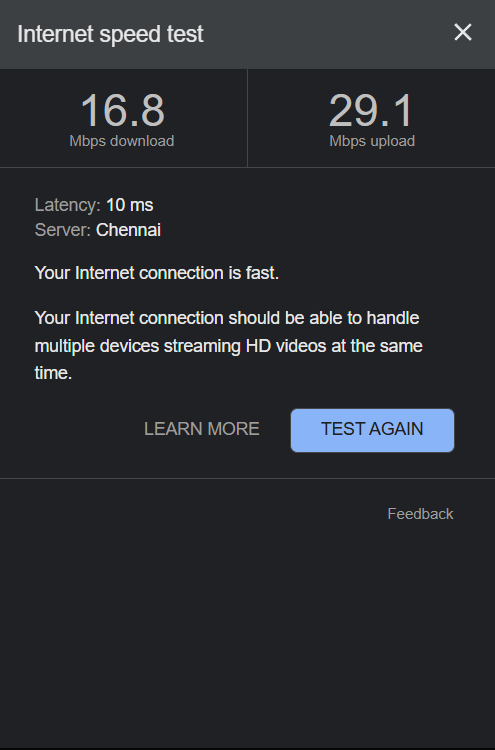 Internet speed test
16.8
Mbps download
29.1
Mbps upload
Latency: 10 ms
Server: Chennai
Your Internet connection is fast.
Your Internet connection should be able to handle
multiple devices streaming HD videos at the same
time.
LEARN MORE
TEST AGAIN
Feedback